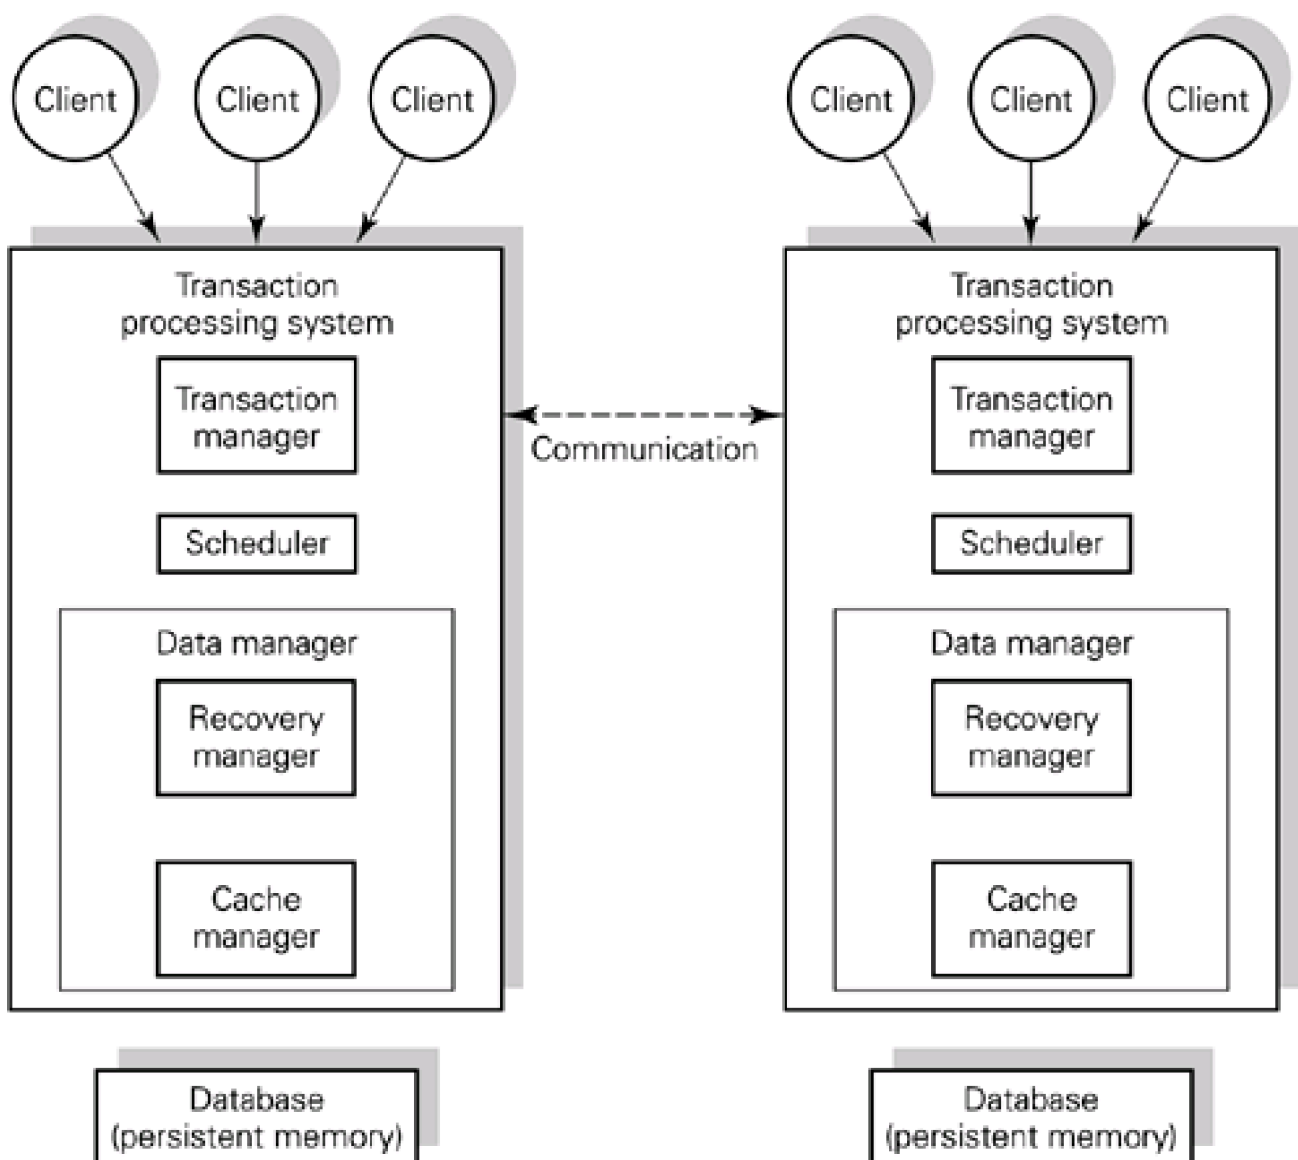 Client
Client
Client
Transaction
processing system
Transaction
manager
Scheduler
Data manager
Recovery
manager
Cache
manager
Database
(persistent memory)
Communication
Client
Client
Client
Transaction
processing system
Transaction
manager
Scheduler
Data manager
Recovery
manager
Cache
manager
Database
(persistent memory)